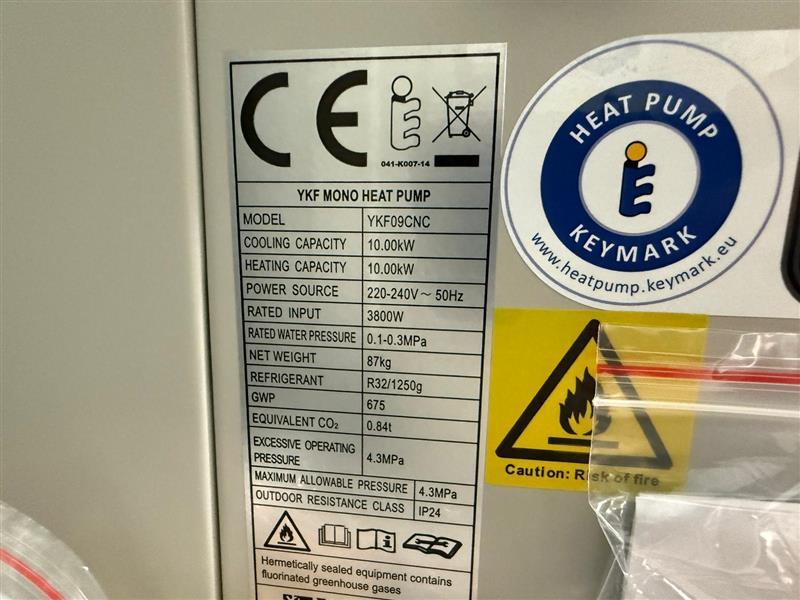 CE
041-K007-14
YKF MONO HEAT PUMP
MODEL YKF09CNC
COOLING CAPACITY 10.00kW
HEATING CAPACITY 10.00kW
POWER SOURCE 220-240V~ 50Hz
RATED INPUT 3800W
RATED WATER PRESSURE 0.1-0.3MPa
NET WEIGHT 87kg
REFRIGERANT R32/1250g
GWP 675
EQUIVALENT CO₂ 0.84t
EXCESSIVE OPERATING
PRESSURE 4.3MPa
MAXIMUM ALLOWABLE PRESSURE 4.3MPa
OUTDOOR RESISTANCE CLASS IP24
Hermetically sealed equipment contains
fluorinated greenhouse gases
HEAT PUMP
KEYMARK
www.heatpump.keymark.eu
Caution: Risk of fire